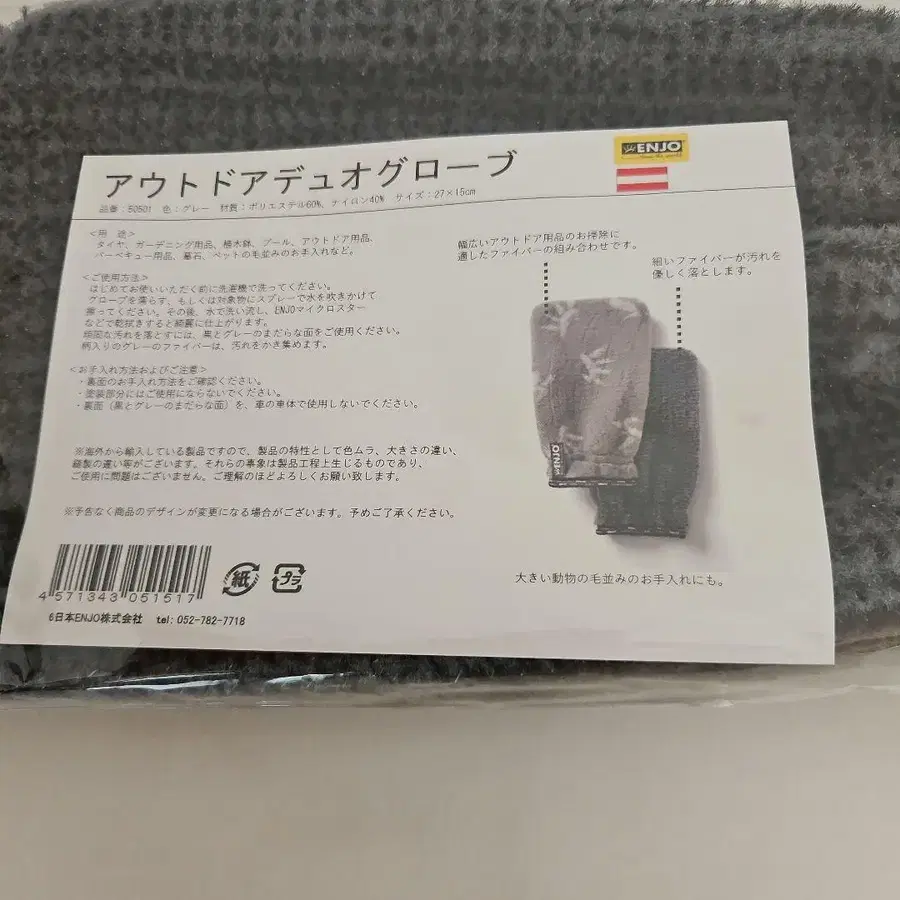 アウトドアデュオグローブ
ENJO
品番：50501 色：グレー 材質：ポリエステル60%、ナイロン40% サイズ：27×15cm
＜用　途＞
タイヤ、ガーデニング用品、植木鉢、プール、アウトドア用品、
バーベキュー用品、墓石、ペットの毛並みのお手入れなど。
＜ご使用方法＞
はじめてお使いいただく前に洗濯機で洗ってください。
グローブを濡らす、もしくは対象物にスプレーで水を吹きかけて
擦ってください。その後、水で洗い流し、ENJOマイクロスター
などで乾拭きすると綺麗に仕上がります。
頑固な汚れを落とすには、黒とグレーのまだらな面をご使用ください。
柄入りのグレーのファイバーは、汚れをかき集めます。
＜お手入れ方法およびご注意＞
・裏面のお手入れ方法をご確認ください。
・塗装部分にはご使用にならないでください。
・裏面（黒とグレーのまだらな面）を、車の車体で使用しないでください。
※海外から輸入している製品ですので、製品の特性として色ムラ、大きさの違い、
縫製の違い等がございます。それらの事象は製品工程上生じるものであり、
ご使用に問題はございません。ご理解のほどよろしくお願い致します。
※予告なく商品のデザインが変更になる場合がございます。予めご了承ください。
幅広いアウトドア用品のお掃除に
適したファイバーの組み合わせです。
細いファイバーが汚れを
優しく落とします。
ENJO
大きい動物の毛並みのお手入れにも。
4 571343 051517
紙
プラ
6日本ENJO株式会社 tel: 052-782-7718